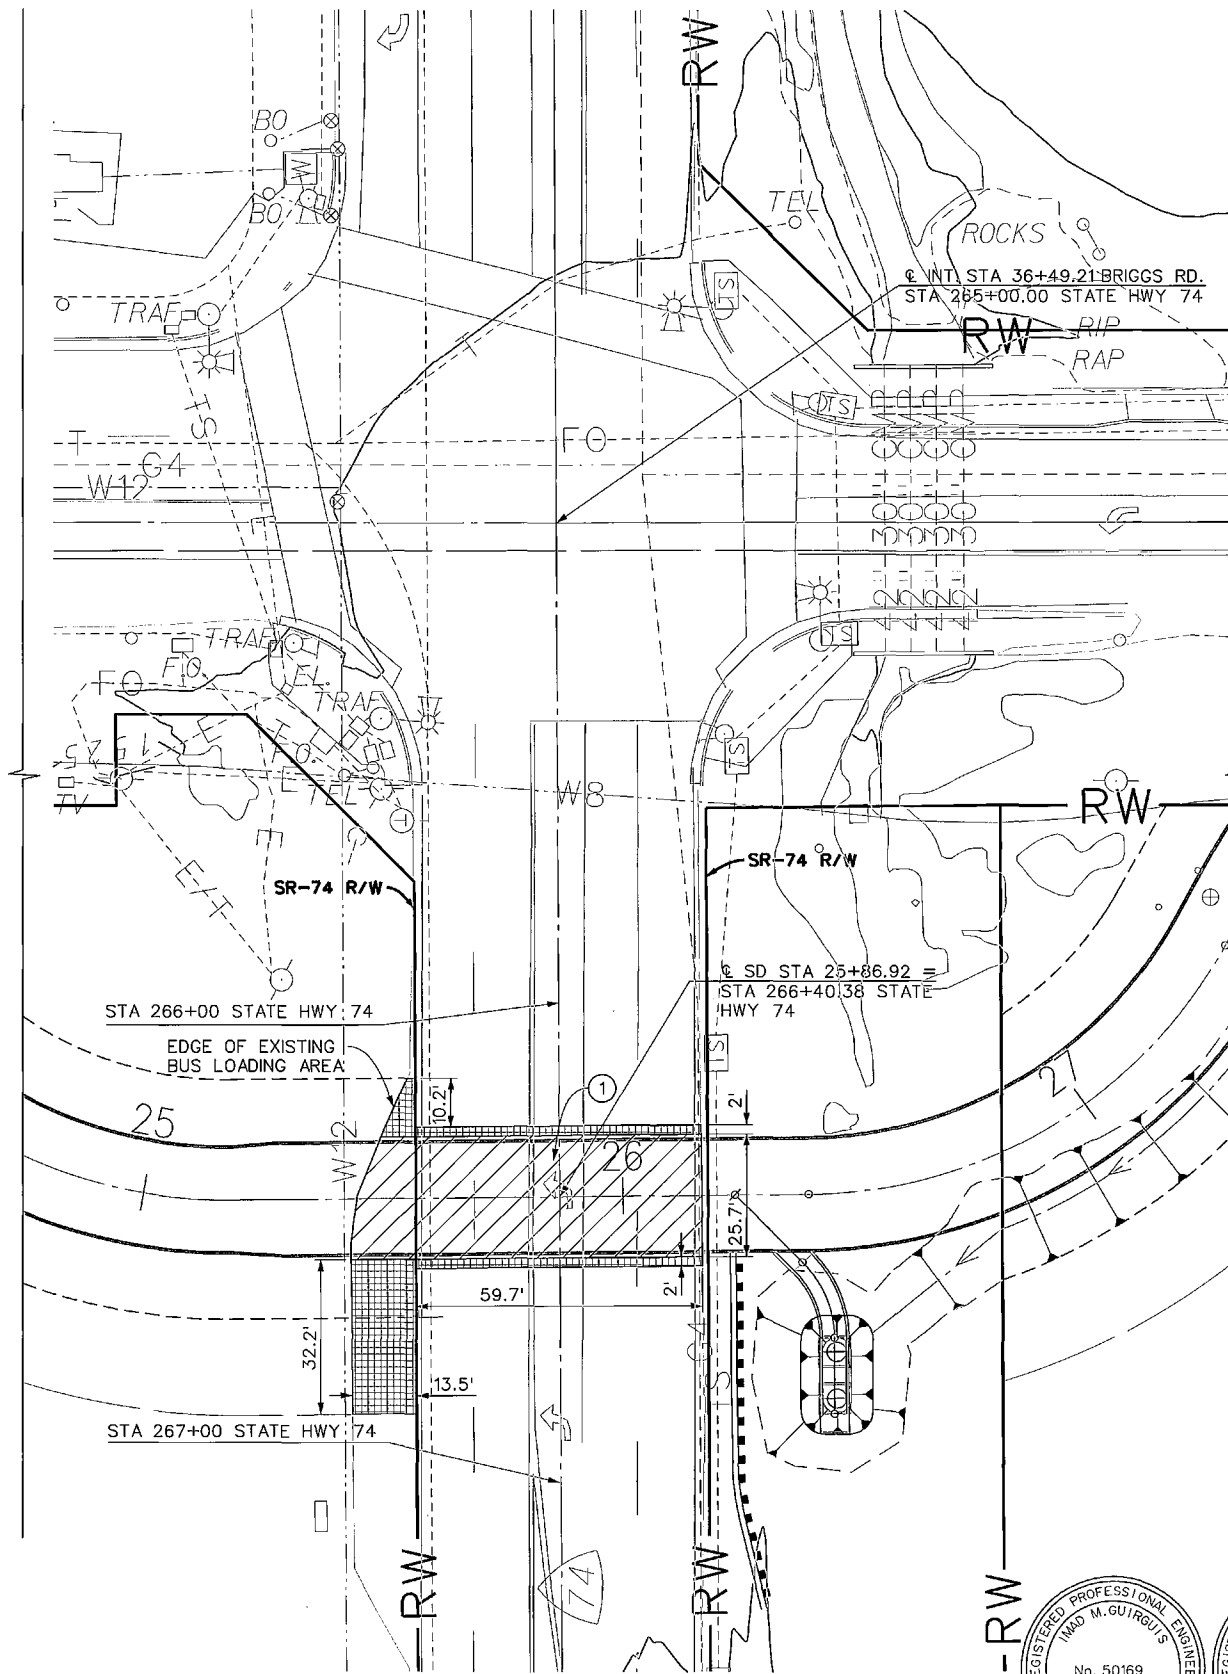 RW
BO
W
BO
TEL
ROCKS
℄ INT. STA 36+49.21 BRIGGS RD.
STA 265+00.00 STATE HWY 74
TRAF
TS
RW
RIP
RAP
T
TS
TS
T
FO
G4
W12
E
TS
TRAF
FO
FO
TRAF
TS
W8
TV
TEL
FO.
E
E
E/T
RW
SR-74 R/W
SR-74 R/W
℄ SD STA 25+86.92 =
STA 266+40.38 STATE
HWY 74
STA 266+00 STATE HWY 74
EDGE OF EXISTING
BUS LOADING AREA
TS
10.2'
1
2'
25
W12
26
27
25.7'
59.7'
2'
32.2'
13.5'
G4
TS
STA 267+00 STATE HWY 74
74
RW
RW
RW
REGISTERED PROFESSIONAL ENGINEER
IMAD M. GUIRGUIS
No. 50169